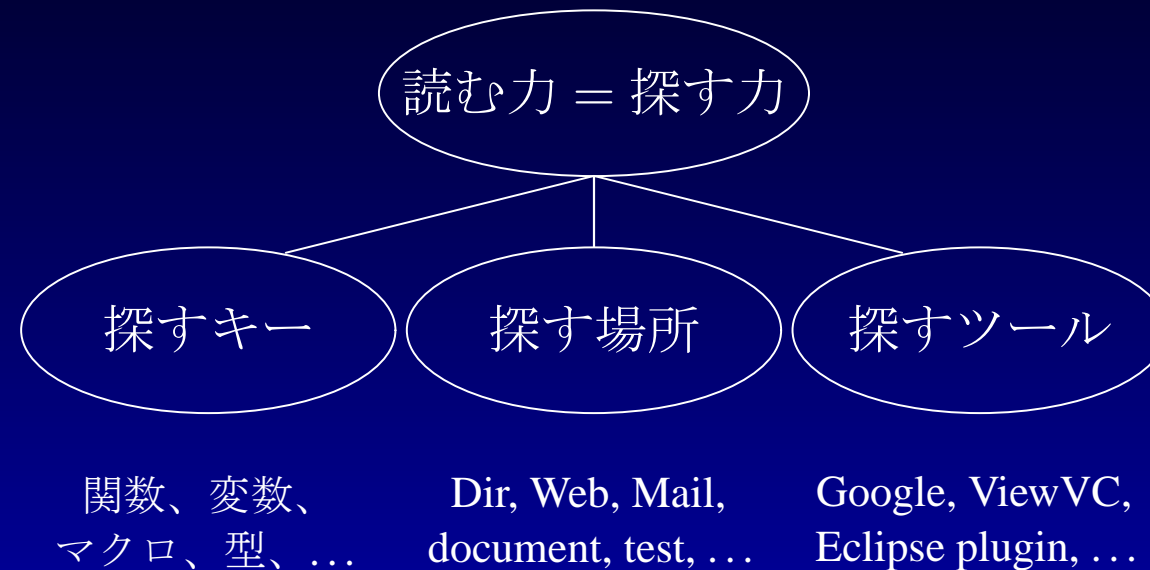 読む力 = 探す力
探すキー
探す場所
探すツール
関数、変数、
マクロ、型、...
Dir, Web, Mail,
document, test, ...
Google, ViewVC,
Eclipse plugin, ...